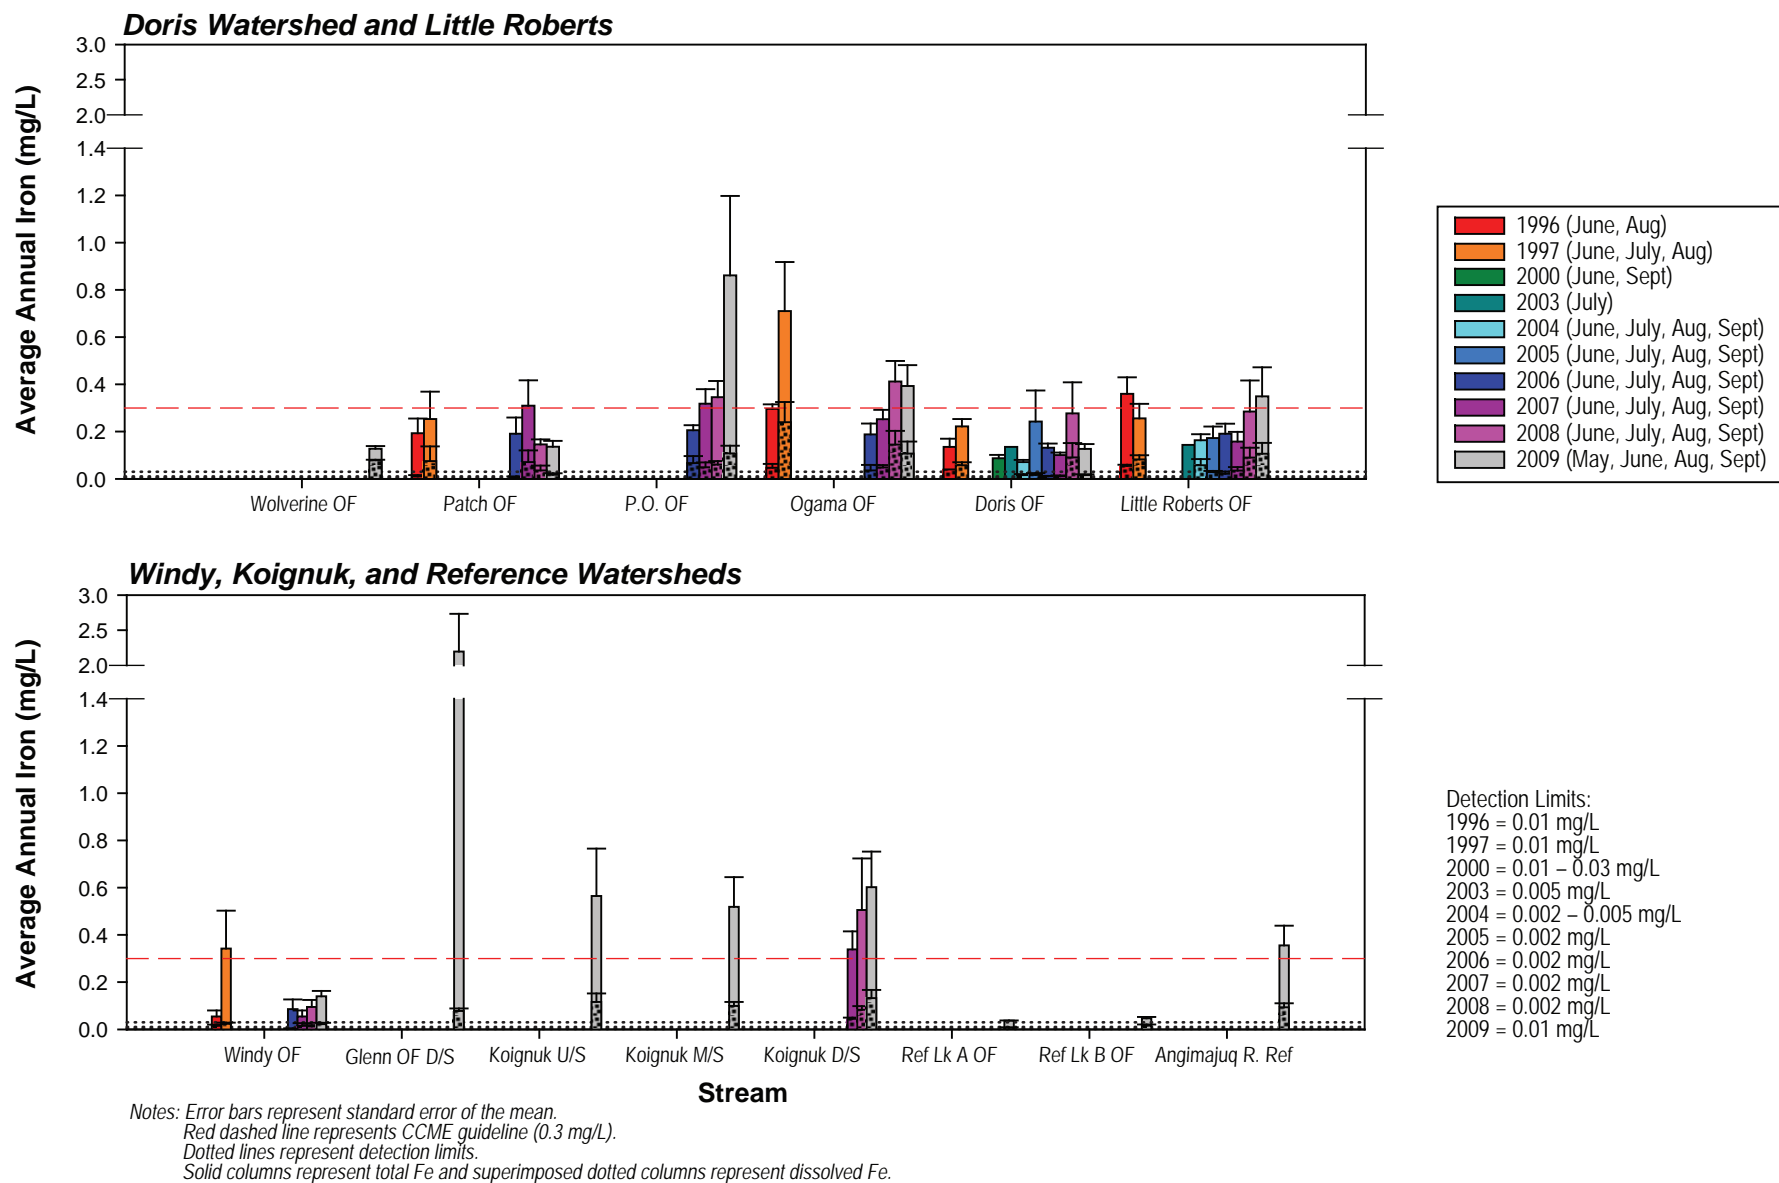 Doris Watershed and Little Roberts
Average Annual Iron (mg/L)
3.0
2.5
2.0
1.4
1.2
1.0
0.8
0.6
0.4
0.2
0.0
Wolverine OF
Patch OF
P.O. OF
Ogama OF
Doris OF
Little Roberts OF
1996 (June, Aug)
1997 (June, July, Aug)
2000 (June, Sept)
2003 (July)
2004 (June, July, Aug, Sept)
2005 (June, July, Aug, Sept)
2006 (June, July, Aug, Sept)
2007 (June, July, Aug, Sept)
2008 (June, July, Aug, Sept)
2009 (May, June, Aug, Sept)
Windy, Koignuk, and Reference Watersheds
Average Annual Iron (mg/L)
3.0
2.5
2.0
1.4
1.2
1.0
0.8
0.6
0.4
0.2
0.0
Windy OF
Glenn OF D/S
Koignuk U/S
Koignuk M/S
Koignuk D/S
Ref Lk A OF
Ref Lk B OF
Angimajuq R. Ref
Stream
Detection Limits:
1996 = 0.01 mg/L
1997 = 0.01 mg/L
2000 = 0.01 – 0.03 mg/L
2003 = 0.005 mg/L
2004 = 0.002 – 0.005 mg/L
2005 = 0.002 mg/L
2006 = 0.002 mg/L
2007 = 0.002 mg/L
2008 = 0.002 mg/L
2009 = 0.01 mg/L
Notes: Error bars represent standard error of the mean.
Red dashed line represents CCME guideline (0.3 mg/L).
Dotted lines represent detection limits.
Solid columns represent total Fe and superimposed dotted columns represent dissolved Fe.